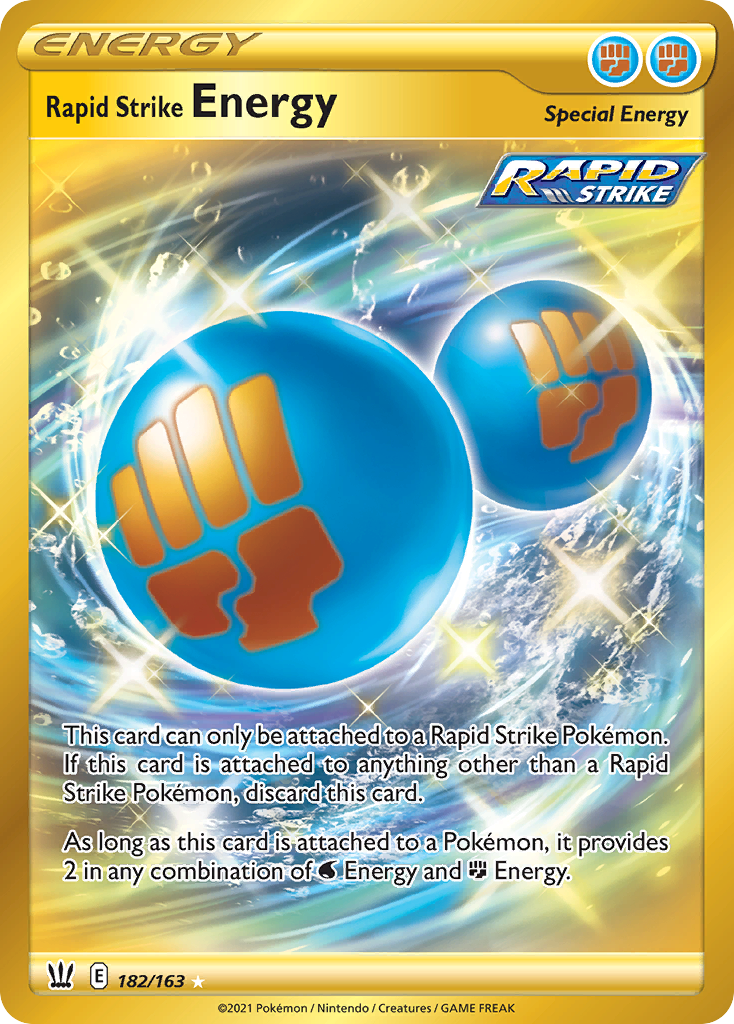 ENERGY
Rapid Strike Energy
Special Energy
RAPID
STRIKE
This card can only be attached to a Rapid Strike Pokémon.
If this card is attached to anything other than a Rapid
Strike Pokémon, discard this card.
As long as this card is attached to a Pokémon, it provides
2 in any combination of Energy and Energy.
E 182/163
©2021 Pokémon / Nintendo / Creatures / GAME FREAK